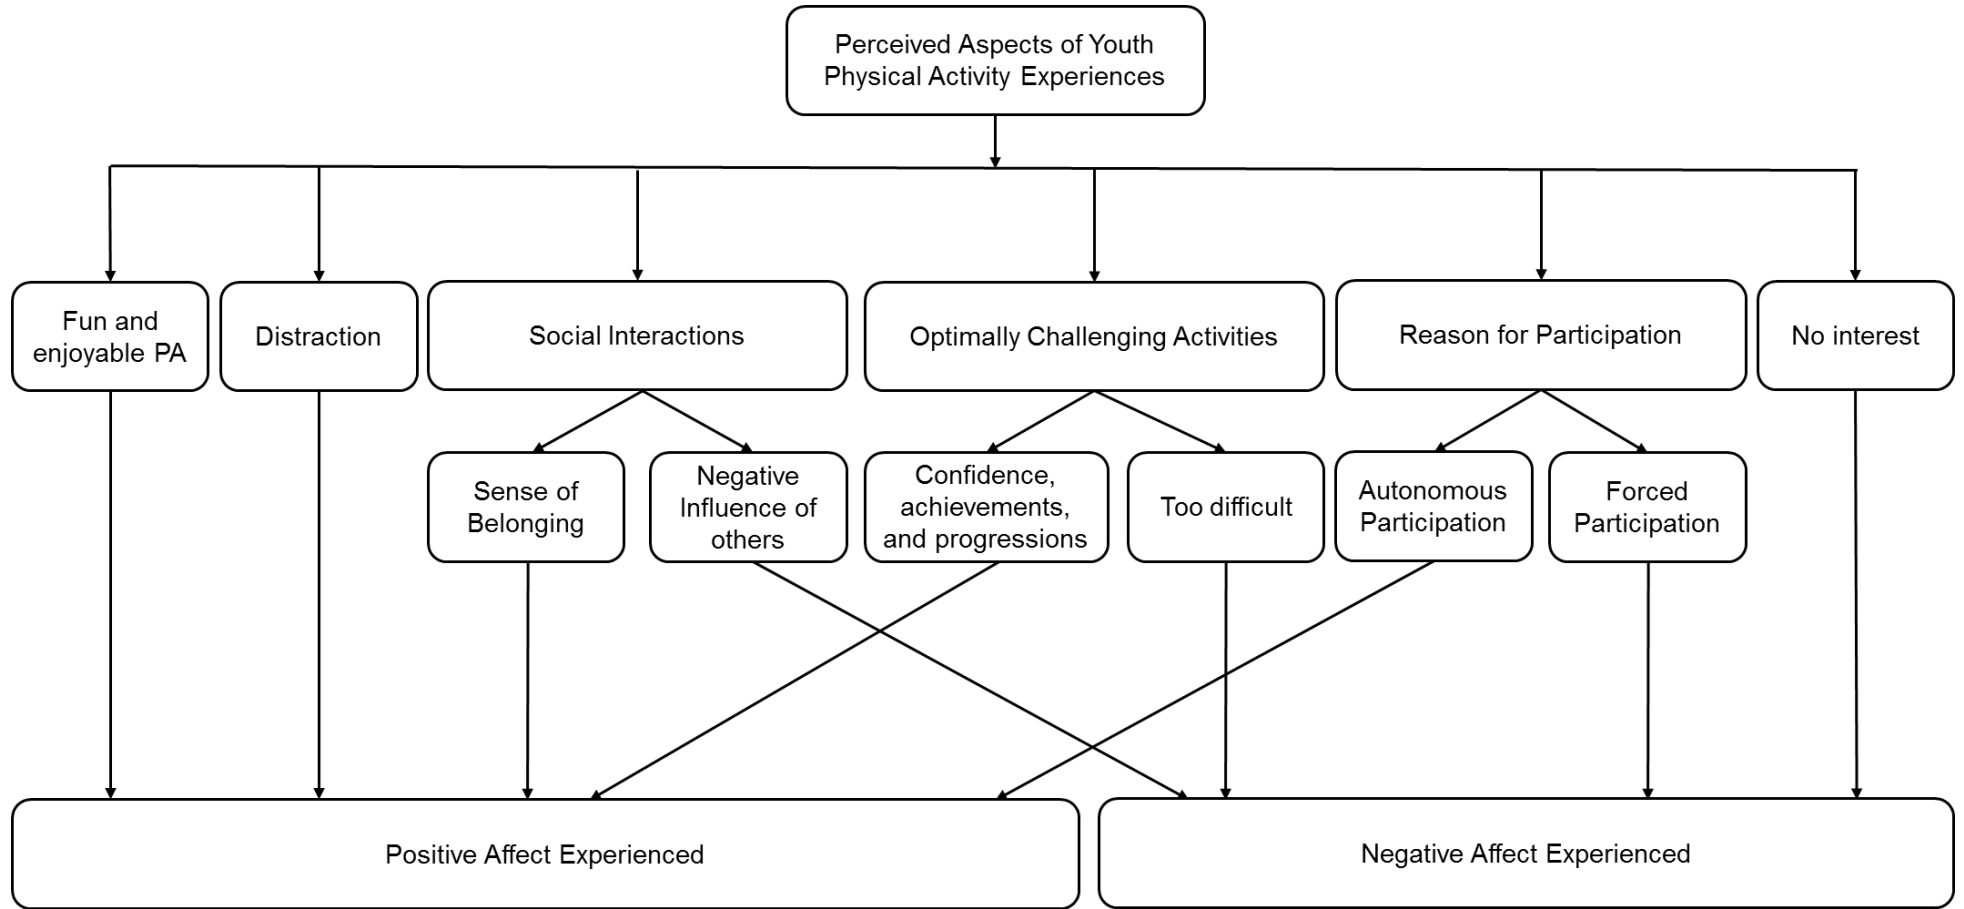 Perceived Aspects of Youth
Physical Activity Experiences
Fun and
enjoyable PA
Distraction
Social Interactions
Optimally Challenging Activities
Reason for Participation
No interest
Sense of
Belonging
Negative
Influence of
others
Confidence,
achievements,
and progressions
Too difficult
Autonomous
Participation
Forced
Participation
Positive Affect Experienced
Negative Affect Experienced